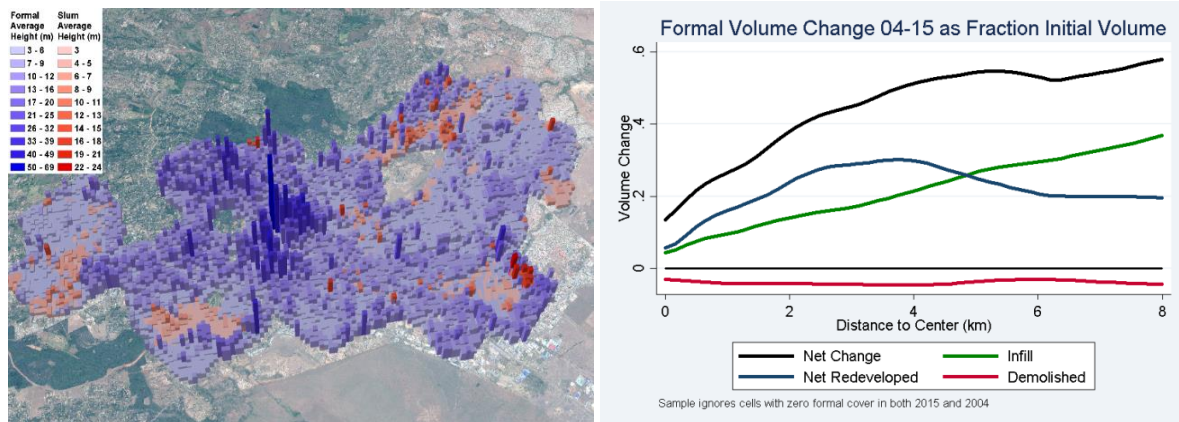 Formal Average Height (m)
Slum Average Height (m)
3 - 6
3
7 - 9
4 - 5
10 - 12
6 - 7
13 - 16
8 - 9
17 - 20
10 - 11
21 - 25
12 - 13
26 - 32
14 - 15
33 - 39
16 - 18
40 - 49
19 - 21
50 - 69
22 - 24
Formal Volume Change 04-15 as Fraction Initial Volume
Volume Change
.6
.4
.2
0
0 2 4 6 8
Distance to Center (km)
Net Change
Infill
Net Redeveloped
Demolished
Sample ignores cells with zero formal cover in both 2015 and 2004